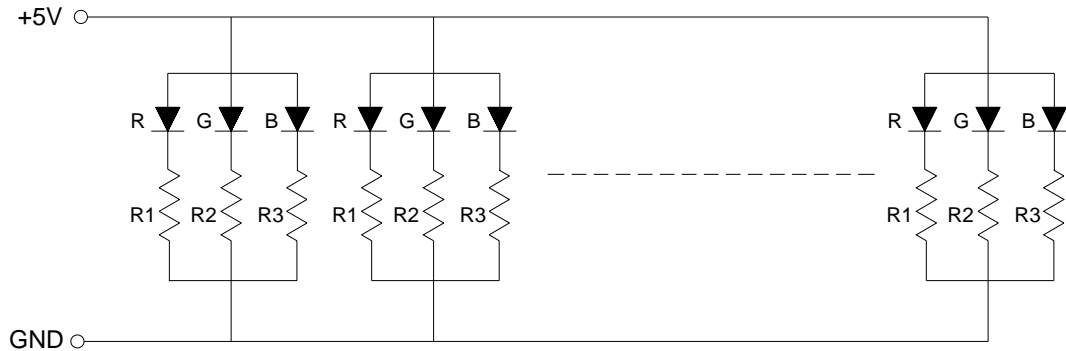 +5V
R G B R G B R G B
R1 R2 R3 R1 R2 R3 R1 R2 R3
GND